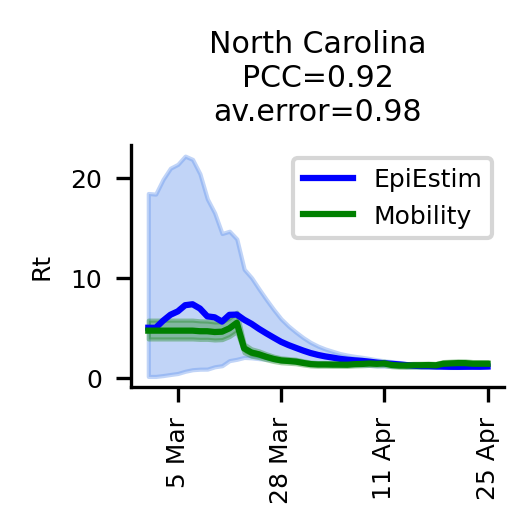 North Carolina
PCC=0.92
av.error=0.98
EpiEstim
Mobility
Rt
20
10
0
5 Mar
28 Mar
11 Apr
25 Apr